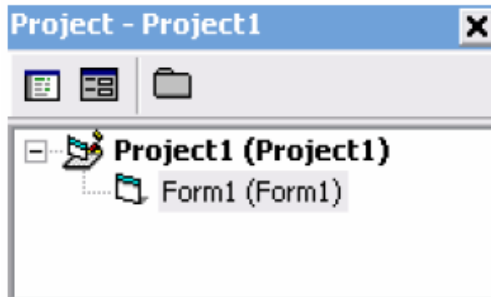 Project - Project1
Project1 (Project1)
Form1 (Form1)